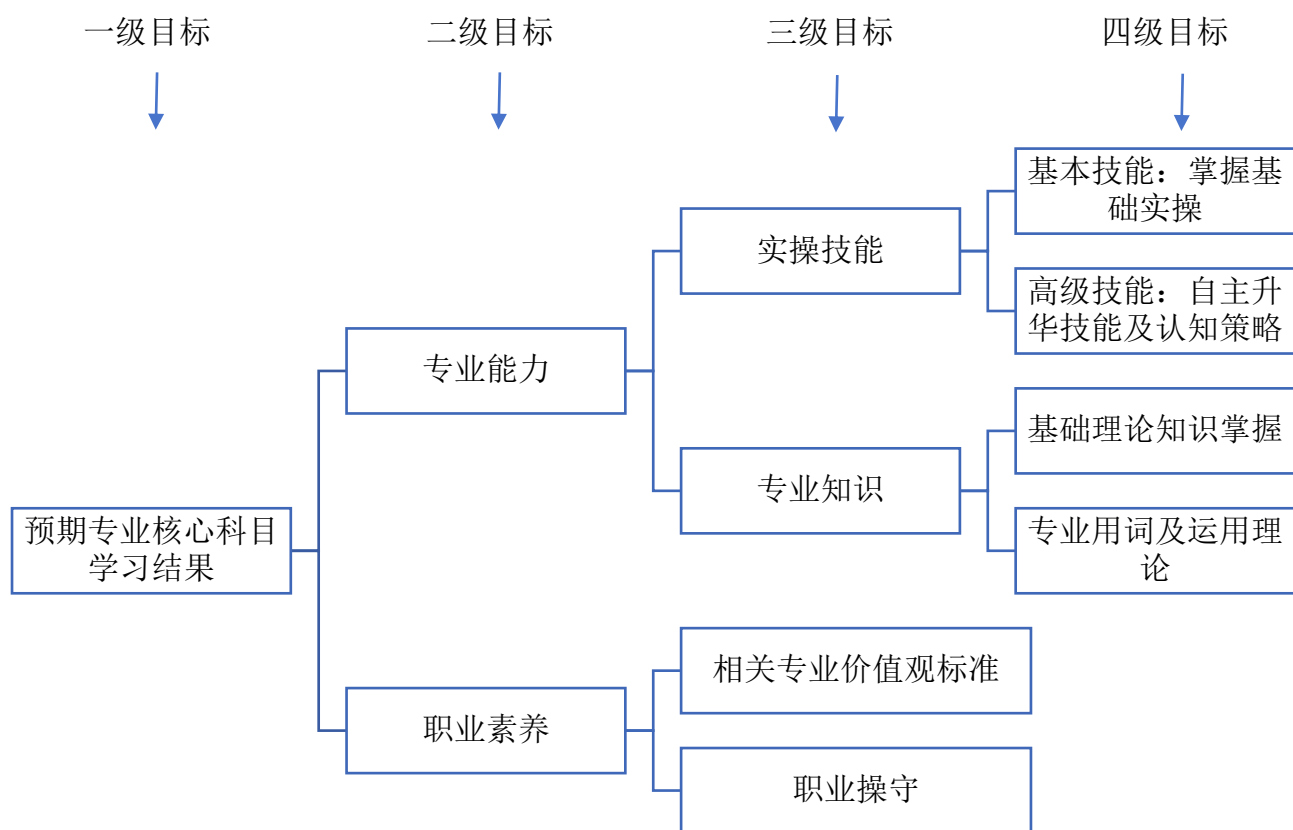 一级目标
二级目标
三级目标
四级目标
基本技能：掌握基
础实操
实操技能
高级技能：自主升
华技能及认知策略
专业能力
基础理论知识掌握
专业知识
预期专业核心科目
学习结果
专业用词及运用理
论
相关专业价值观标准
职业素养
职业操守